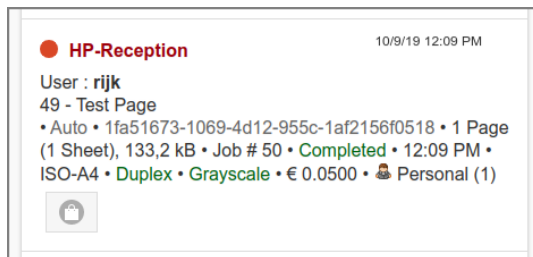 HP-Reception 10/9/19 12:09 PM
User : rijk
49 - Test Page
• Auto • 1fa51673-1069-4d12-955c-1af2156f0518 • 1 Page
(1 Sheet), 133,2 kB • Job # 50 • Completed • 12:09 PM •
ISO-A4 • Duplex • Grayscale • € 0.0500 • Personal (1)